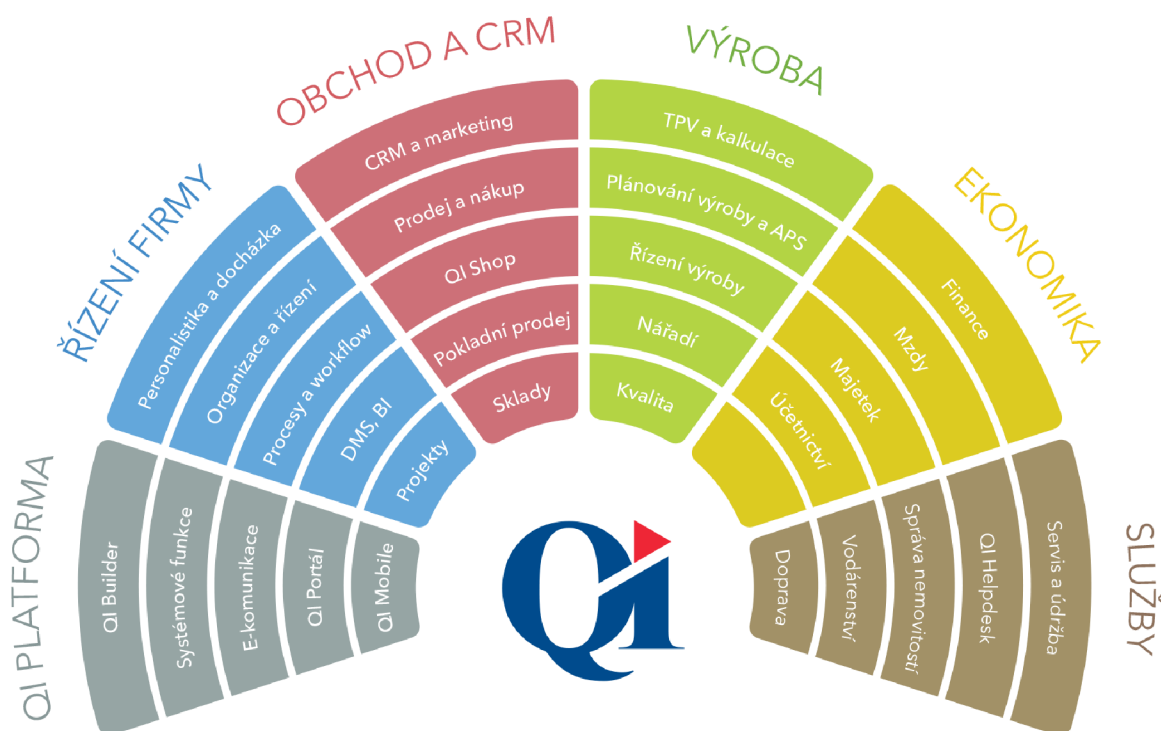 QI PLATFORMA
QI Builder
Systémové funkce
E-komunikace
QI Portál
QI Mobile
ŘÍZENÍ FIRMY
Personalistika a docházka
Organizace a řízení
Procesy a workflow
DMS, BI
Projekty
OBCHOD A CRM
CRM a marketing
Prodej a nákup
QI Shop
Pokladní prodej
Sklady
VÝROBA
TPV a kalkulace
Plánování výroby a APS
Řízení výroby
Nářadí
Kvalita
EKONOMIKA
Finance
Mzdy
Majetek
Účetnictví
SLUŽBY
Servis a údržba
QI Helpdesk
Správa nemovitostí
Vodárenství
Doprava
Qi